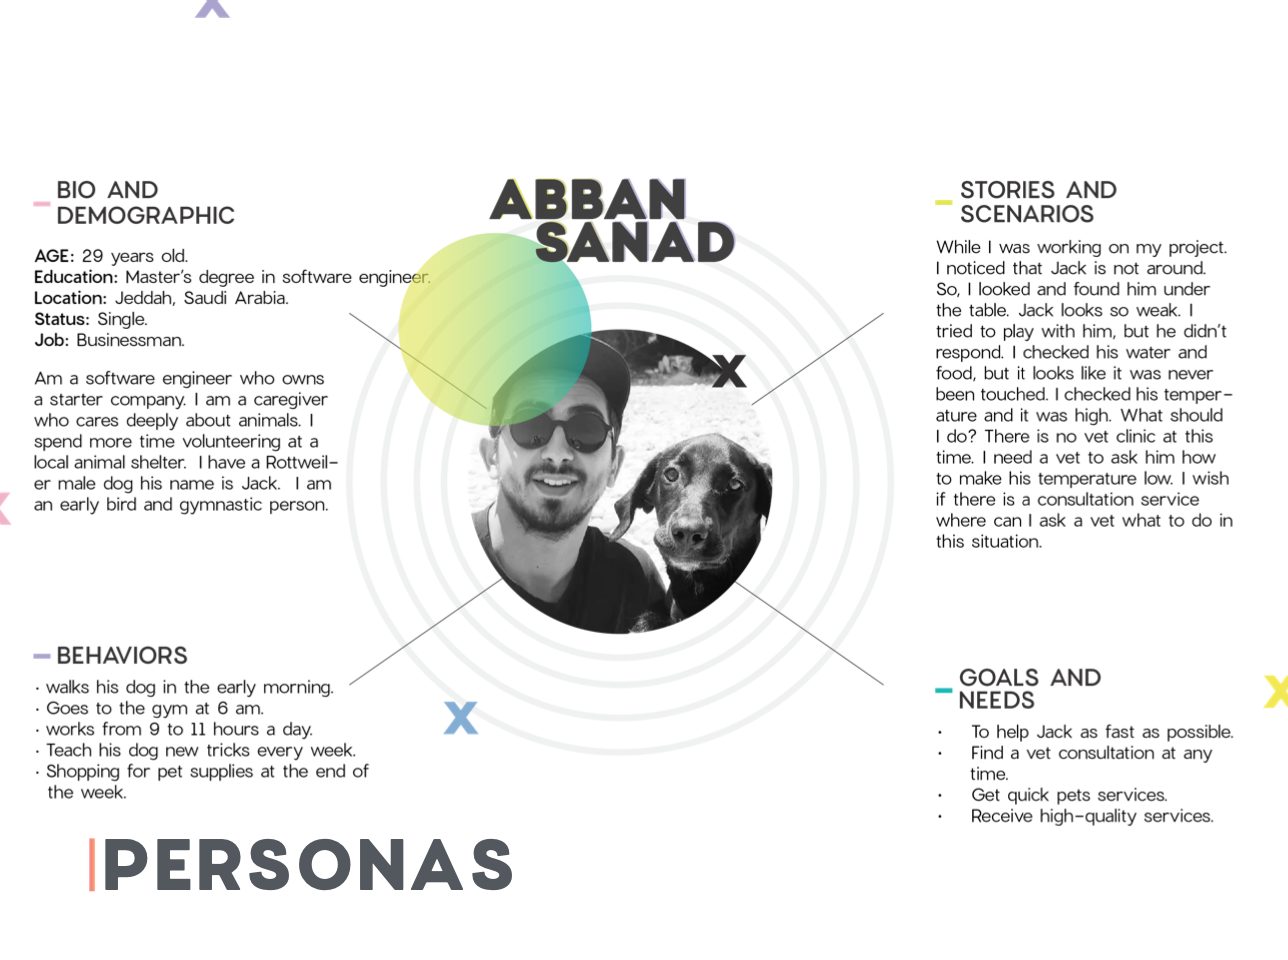 ABBAN
SANAD
BIO AND
DEMOGRAPHIC
AGE: 29 years old.
Education: Master's degree in software engineer.
Location: Jeddah, Saudi Arabia.
Status: Single.
Job: Businessman.
Am a software engineer who owns
a starter company. I am a caregiver
who cares deeply about animals. I
spend more time volunteering at a
local animal shelter. I have a Rottweil-
er male dog his name is Jack. I am
an early bird and gymnastic person.
BEHAVIORS
· walks his dog in the early morning.
· Goes to the gym at 6 am.
· works from 9 to 11 hours a day.
· Teach his dog new tricks every week.
· Shopping for pet supplies at the end of
the week.
STORIES AND
SCENARIOS
While I was working on my project.
I noticed that Jack is not around.
So, I looked and found him under
the table. Jack looks so weak. I
tried to play with him, but he didn't
respond. I checked his water and
food, but it looks like it was never
been touched. I checked his temper-
ature and it was high. What should
I do? There is no vet clinic at this
time. I need a vet to ask him how
to make his temperature low. I wish
if there is a consultation service
where can I ask a vet what to do in
this situation.
GOALS AND
NEEDS
· To help Jack as fast as possible.
· Find a vet consultation at any
time.
· Get quick pets services.
· Receive high-quality services.
PERSONAS